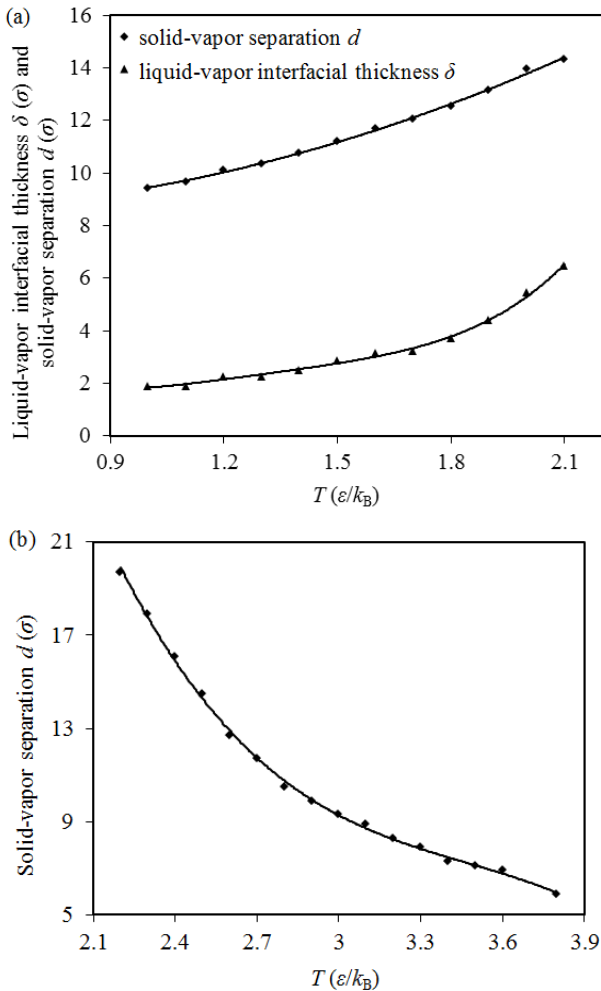 (a)
16
14
12
10
8
6
4
2
0
Liquid-vapor interfacial thickness δ (σ) and
solid-vapor separation d (σ)
solid-vapor separation d
liquid-vapor interfacial thickness δ
0.9 1.2 1.5 1.8 2.1
T (ε/kB)
(b)
21
17
13
9
5
Solid-vapor separation d (σ)
2.1 2.4 2.7 3 3.3 3.6 3.9
T (ε/kB)